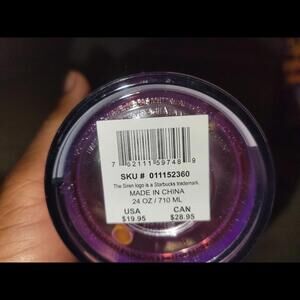 7 62111 59748 9
SKU # 011152360
The Siren logo is a Starbucks trademark.
MADE IN CHINA
24 OZ / 710 ML
USA CAN
$19.95 $28.95